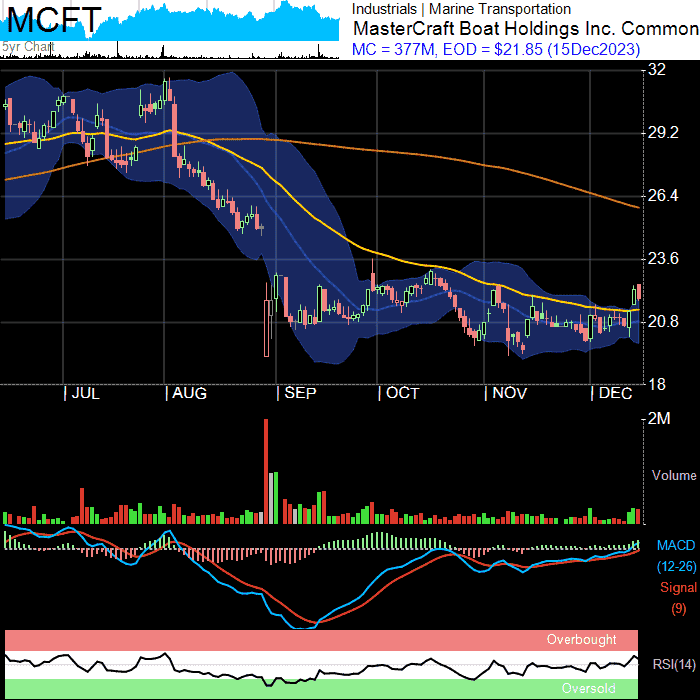 MCFT
5yr Chart
Industrials | Marine Transportation
MasterCraft Boat Holdings Inc. Common
MC = 377M, EOD = $21.85 (15Dec2023)
32
29.2
26.4
23.6
20.8
18
| JUL | AUG | SEP | OCT | NOV | DEC
2M
Volume
MACD
(12-26)
Signal
(9)
Overbought
RSI(14)
Oversold